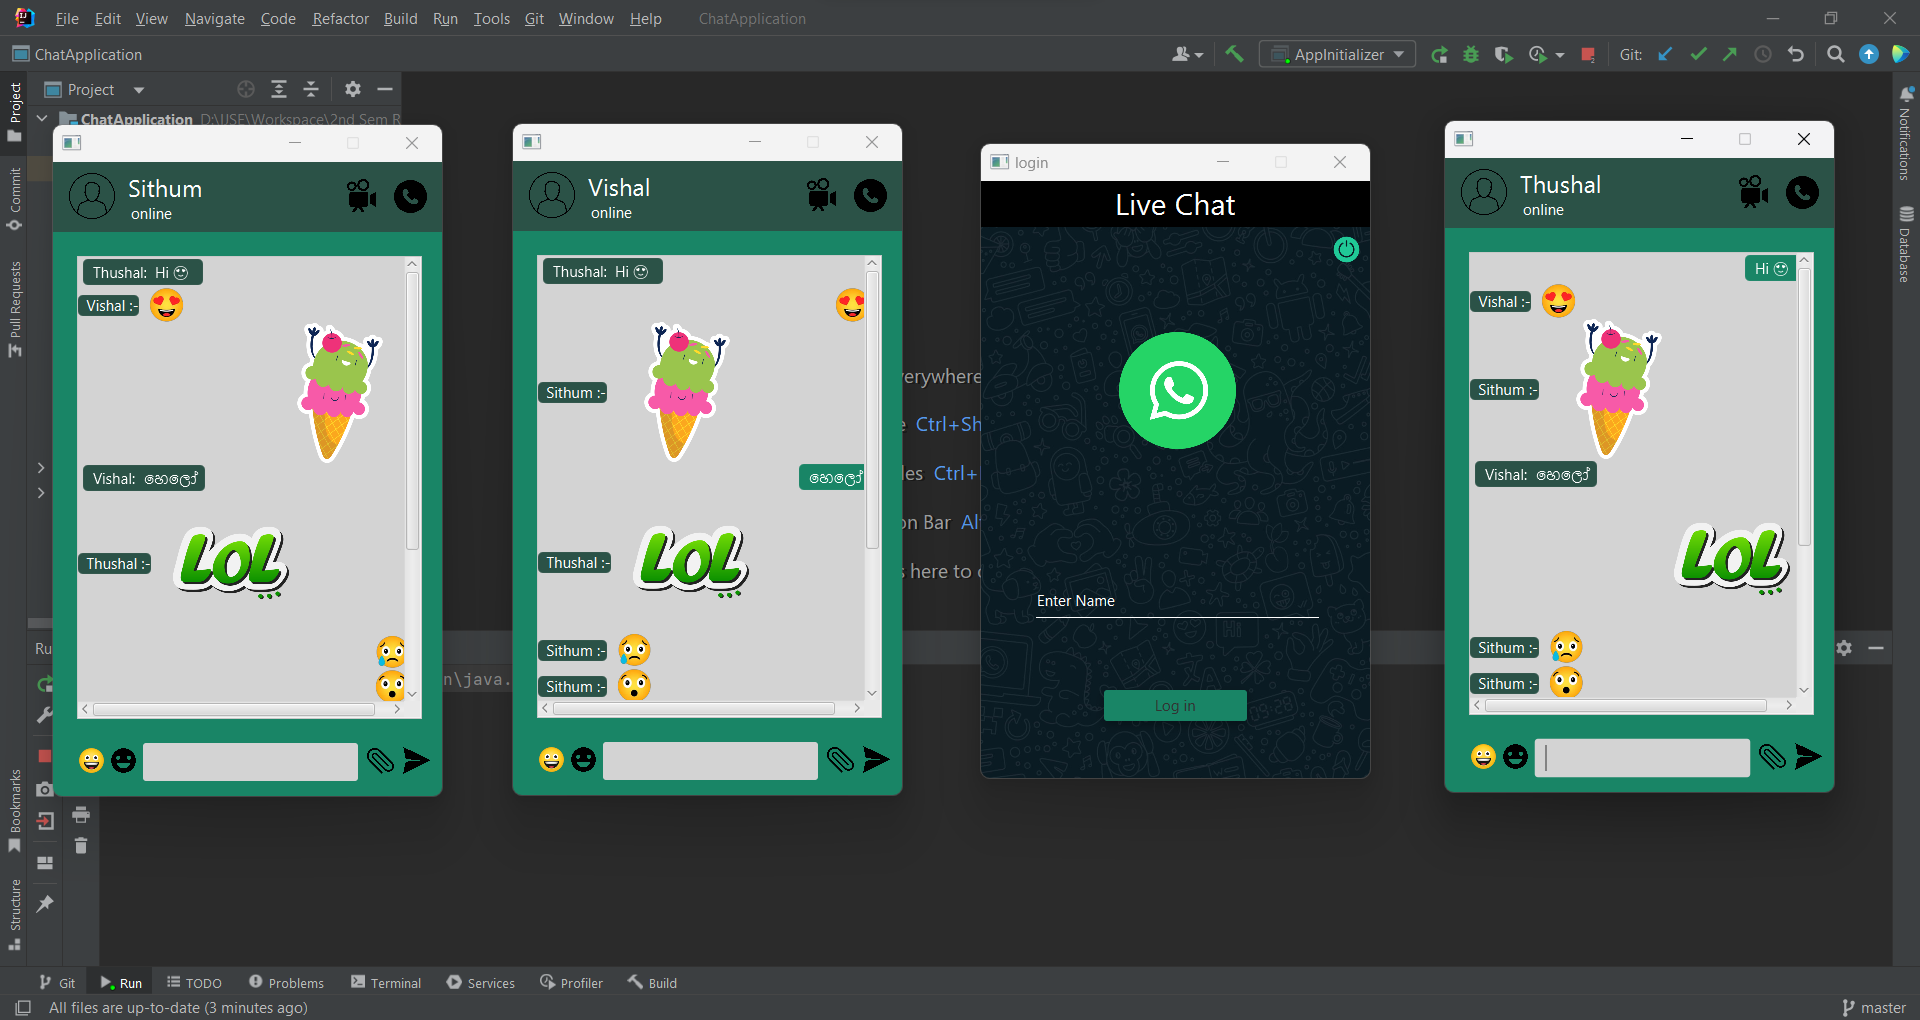 File Edit View Navigate Code Refactor Build Run Tools Git Window Help ChatApplication
ChatApplication
AppInitializer
Git:
Project
ChatApplication D:\IJSE\Workspace\2nd Sem R
Project
Commit
Pull Requests
Bookmarks
Structure
Notifications
Database
Sithum
online
Thushal: Hi
Vishal :-
Vishal: හෙලෝ
Thushal :-
LOL
Vishal
online
Thushal: Hi
Sithum :-
හෙලෝ
Thushal :-
LOL
Sithum :-
Sithum :-
verywhere
e Ctrl+Sh
les Ctrl+
on Bar Al
s here to
n\java.
login
Live Chat
Hi
Enter Name
Log in
Thushal
online
Hi
Vishal :-
Sithum :-
Vishal: හෙලෝ
LOL
Sithum :-
Sithum :-
Ru
Git Run TODO Problems Terminal Services Profiler Build
All files are up-to-date (3 minutes ago)
master